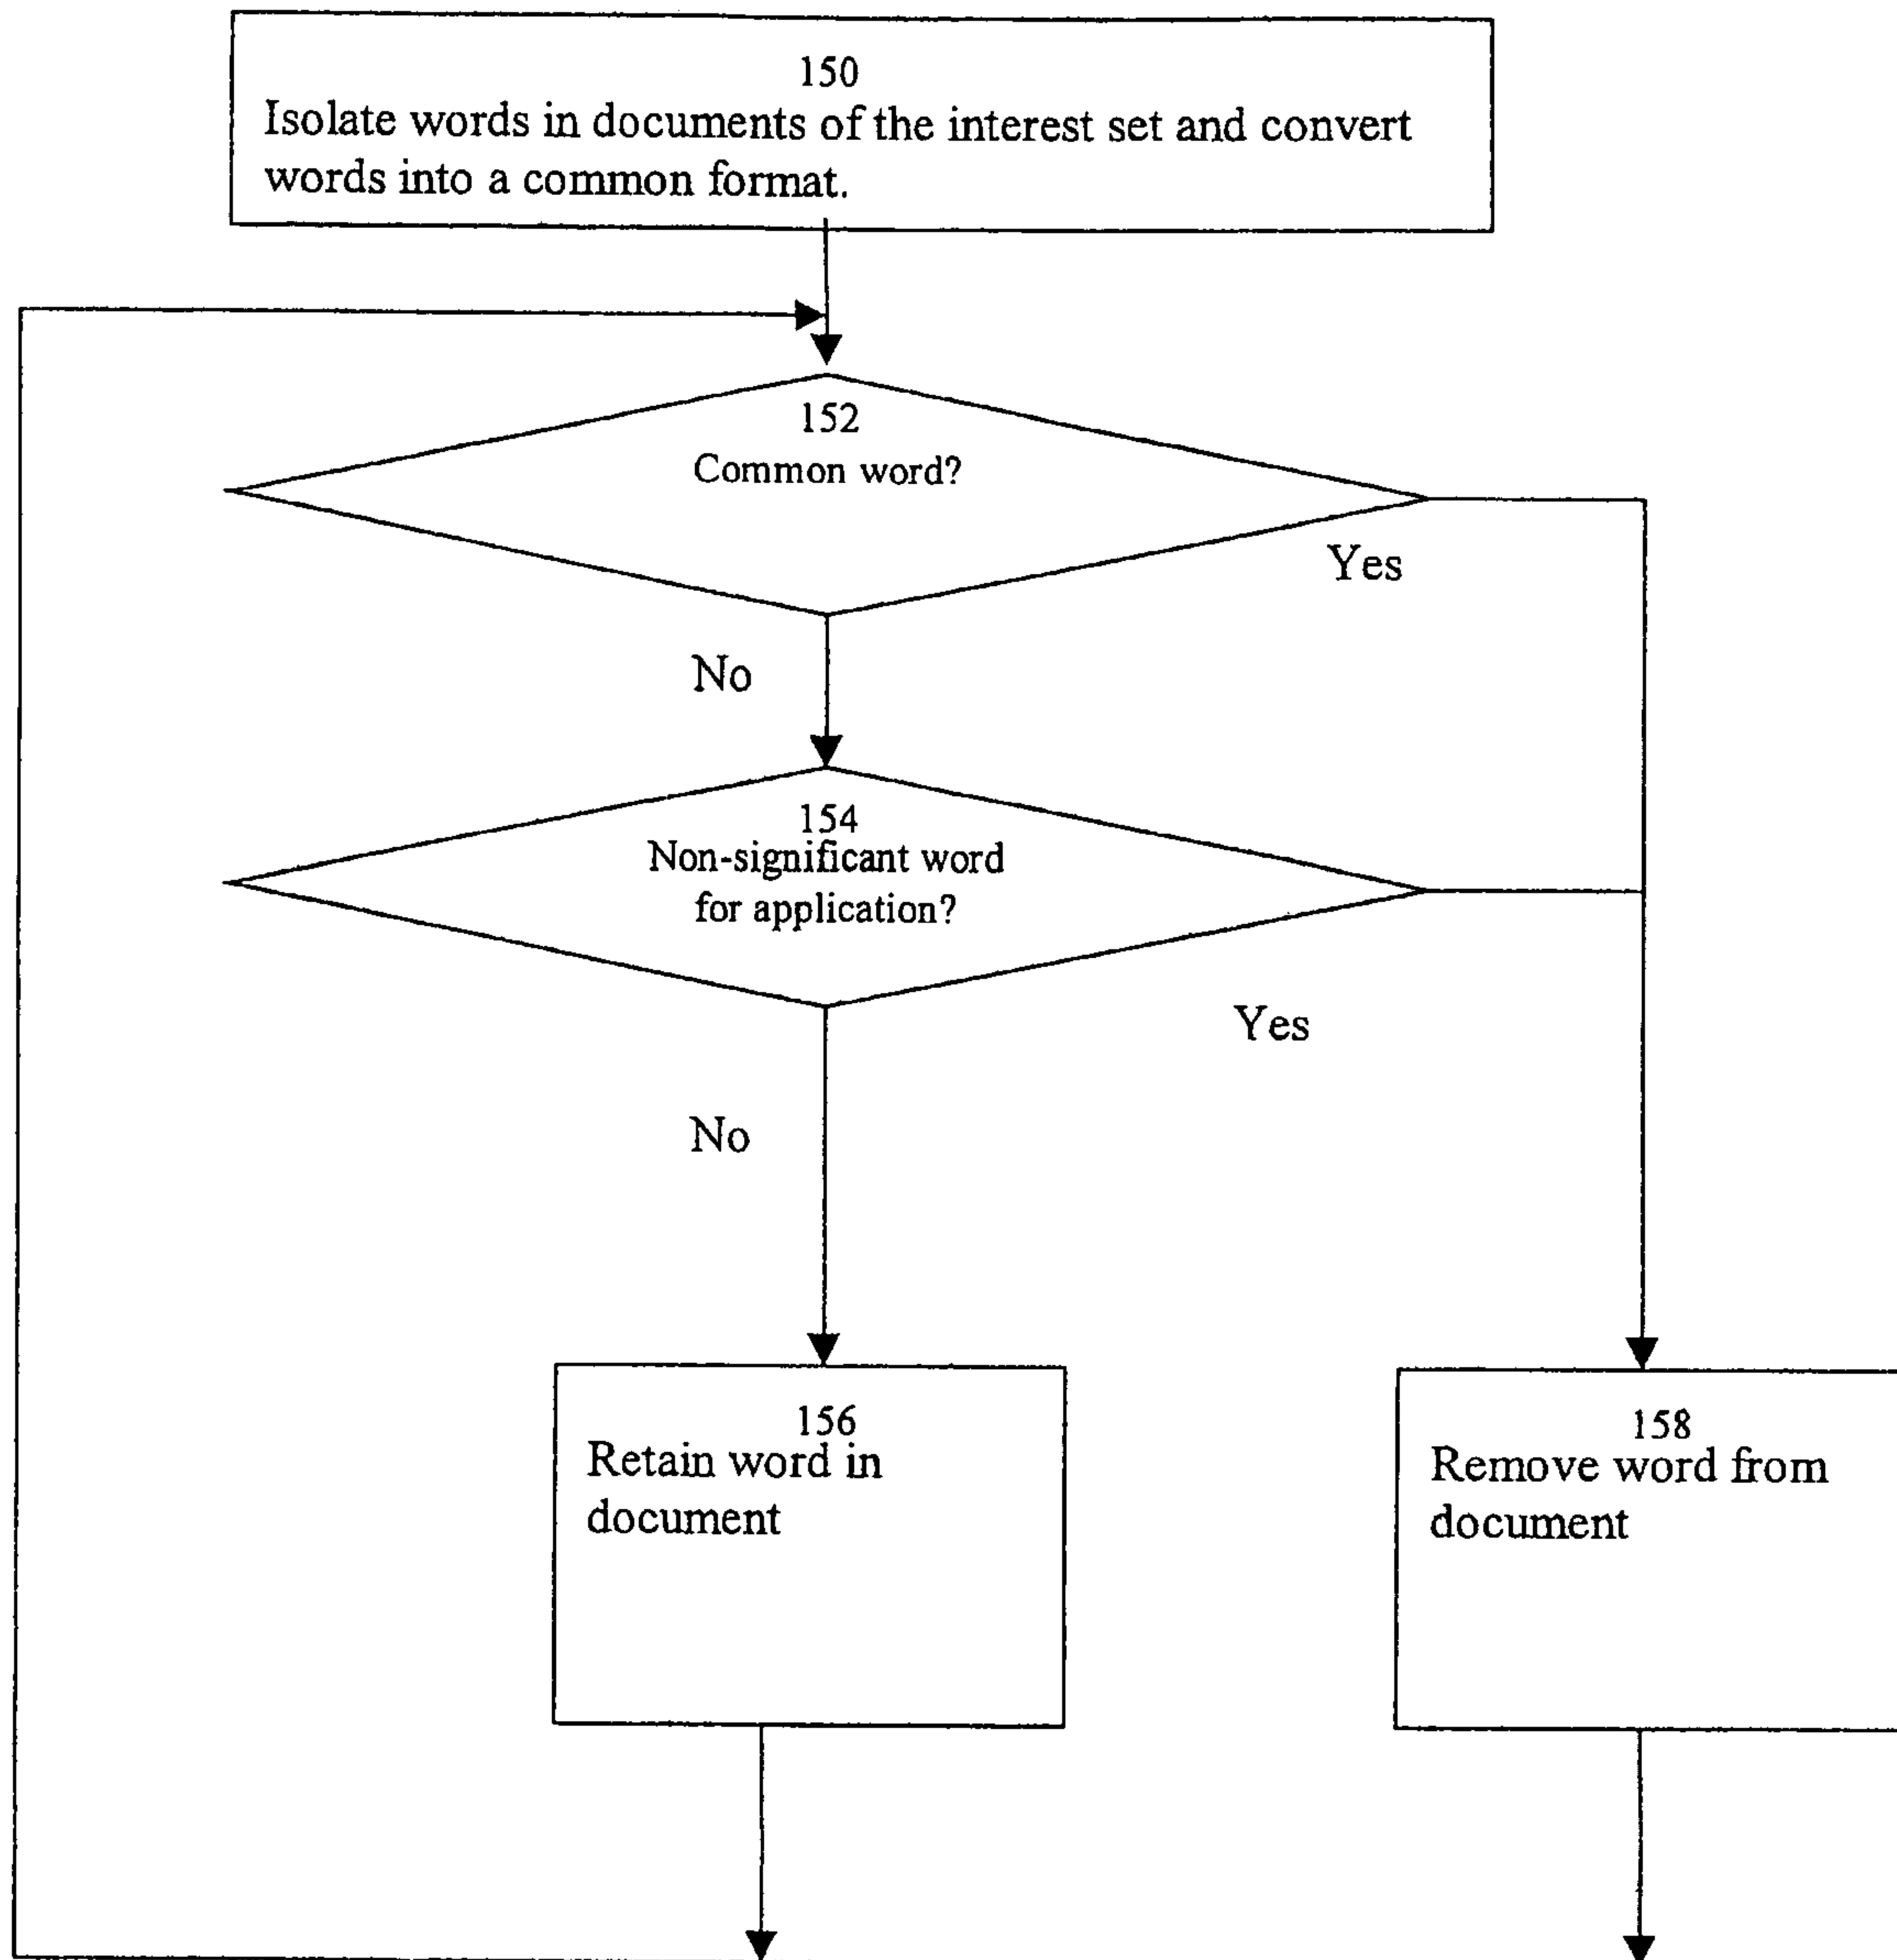 150
Isolate words in documents of the interest set and convert
words into a common format.
152
Common word?
Yes
No
154
Non-significant word
for application?
Yes
No
156
Retain word in
document
158
Remove word from
document